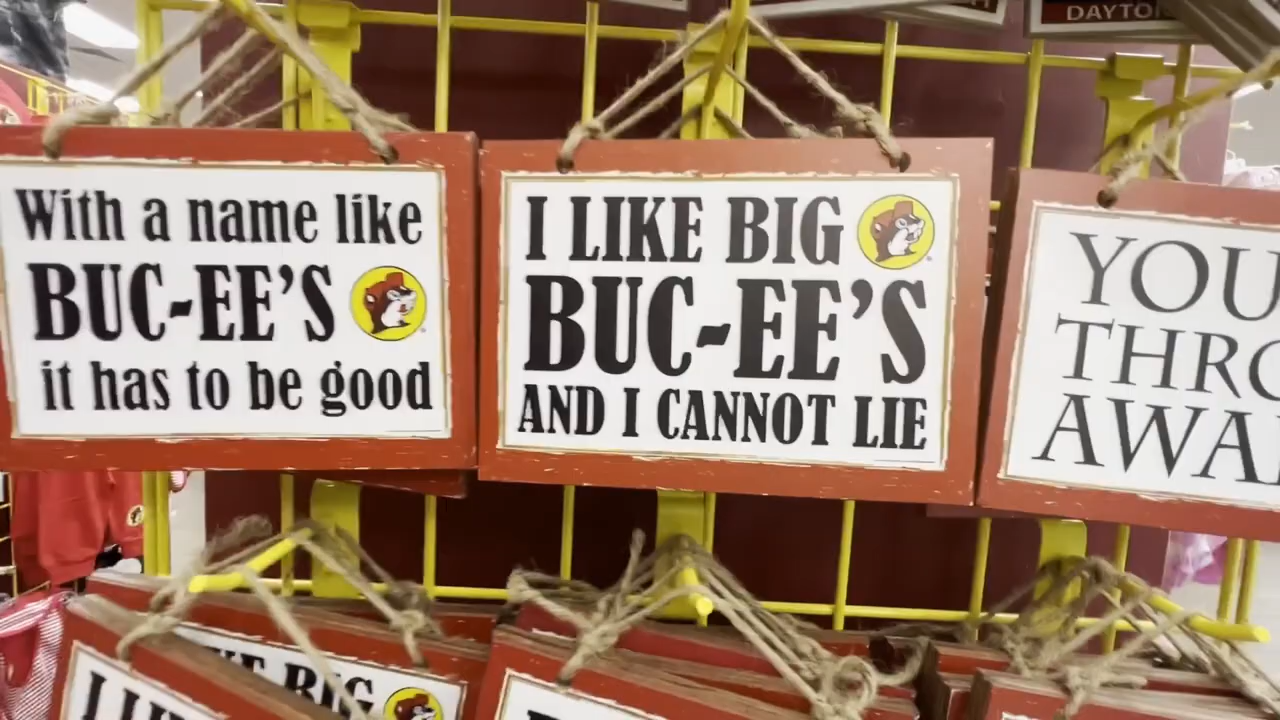 DAYTO
With a name like
BUC-EE'S
it has to be good
I LIKE BIG
BUC-EE'S
AND I CANNOT LIE
YOU
THRO
AWA
BIG